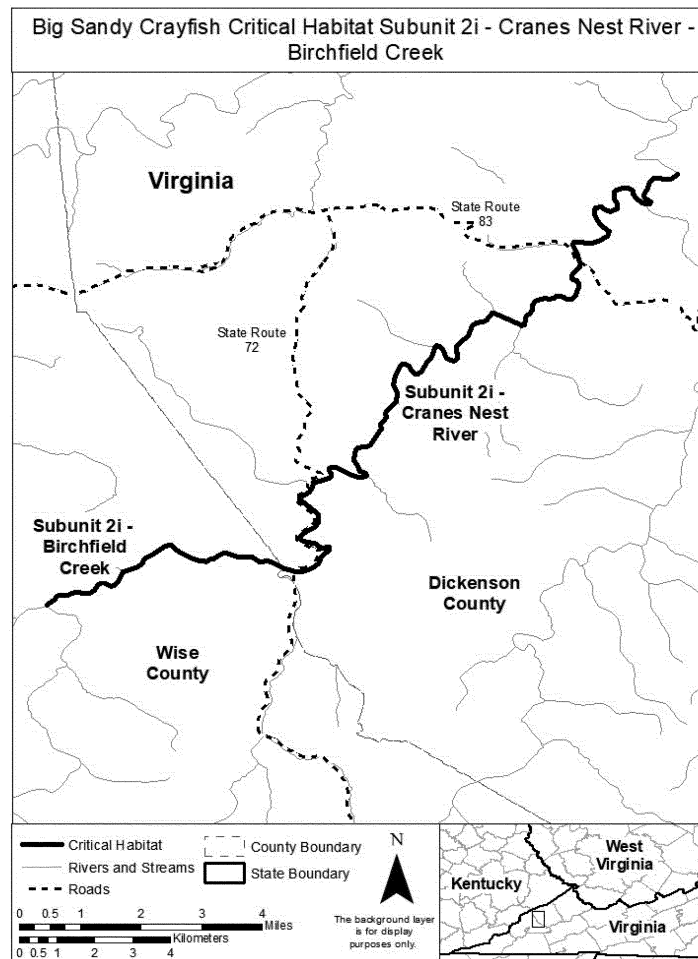 Big Sandy Crayfish Critical Habitat Subunit 2i - Cranes Nest River -
Birchfield Creek
Virginia
State Route
83
State Route
72
Subunit 2i -
Cranes Nest
River
Subunit 2i -
Birchfield
Creek
Dickenson
County
Wise
County
Critical Habitat
Rivers and Streams
Roads
County Boundary
State Boundary
N
The background layer
is for display
purposes only.
0 0.5 1 2 3 4
Miles
Kilometers
0 0.5 1 2 3 4
West
Virginia
Kentucky
Virginia